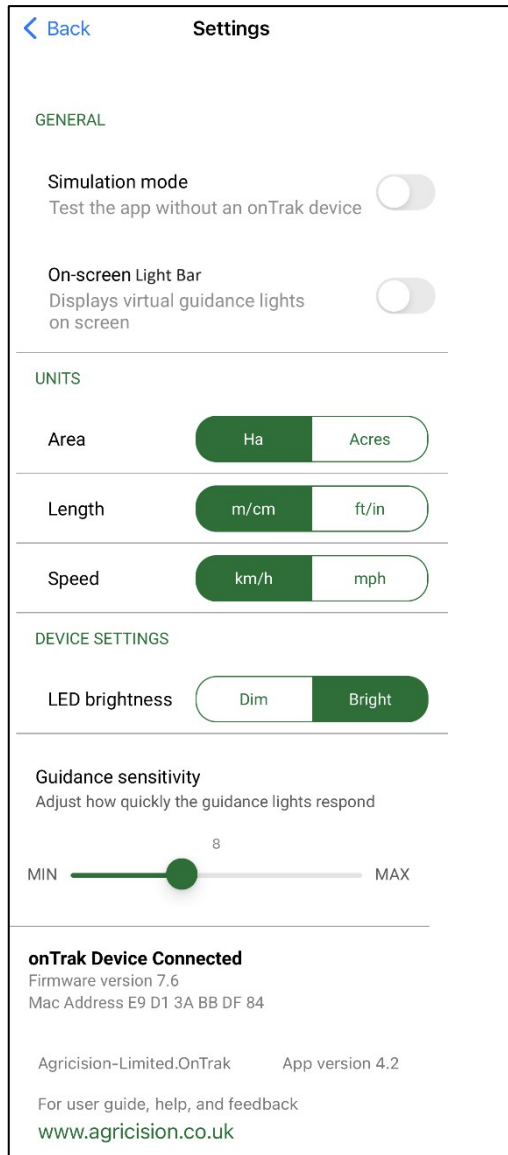 Back
Settings
GENERAL
Simulation mode
Test the app without an onTrak device
On-screen Light Bar
Displays virtual guidance lights
on screen
UNITS
Area Ha Acres
Length m/cm ft/in
Speed km/h mph
DEVICE SETTINGS
LED brightness Dim Bright
Guidance sensitivity
Adjust how quickly the guidance lights respond
8
MIN MAX
onTrak Device Connected
Firmware version 7.6
Mac Address E9 D1 3A BB DF 84
Agricision-Limited.OnTrak App version 4.2
For user guide, help, and feedback
www.agricision.co.uk